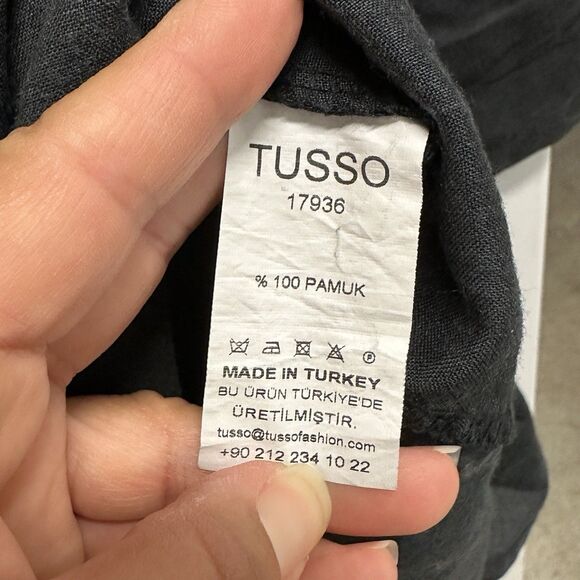 TUSSO
17936
% 100 PAMUK
MADE IN TURKEY
BU ÜRÜN TÜRKİYE'DE
ÜRETİLMİŞTİR.
tusso@tussofashion.com
+90 212 234 10 22